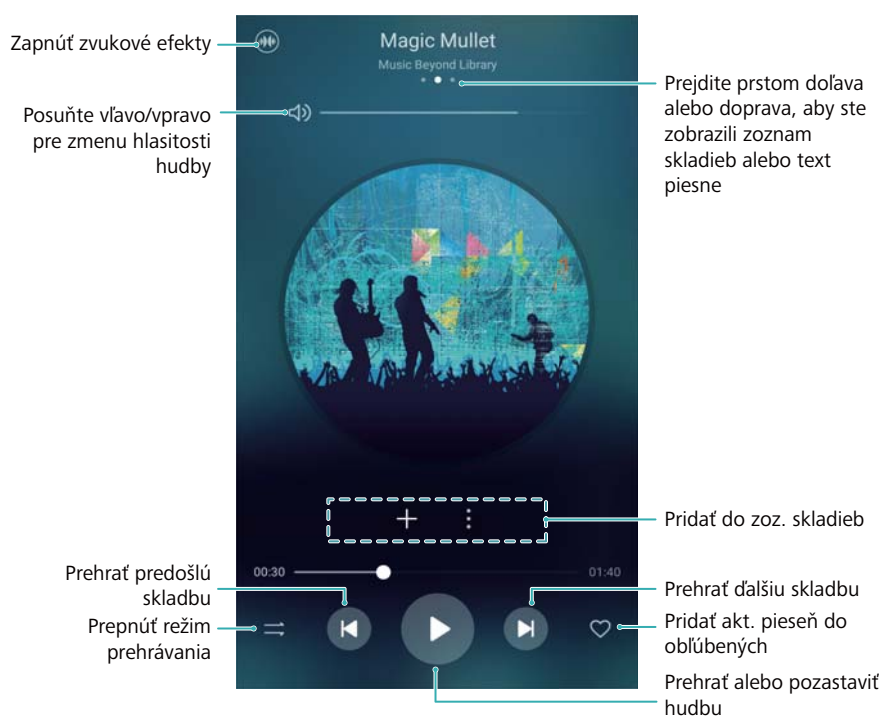 Zapnúť zvukové efekty
Magic Mullet
Music Beyond Library
Posuňte vľavo/vpravo
pre zmenu hlasitosti
hudby
Prejdite prstom doľava
alebo doprava, aby ste
zobrazili zoznam
skladieb alebo text
piesne
Pridať do zoz. skladieb
00:30
01:40
Prehrať predošlú
skladbu
Prepnúť režim
prehrávania
Prehrať ďalšiu skladbu
Pridať akt. pieseň do
obľúbených
Prehrať alebo pozastaviť
hudbu